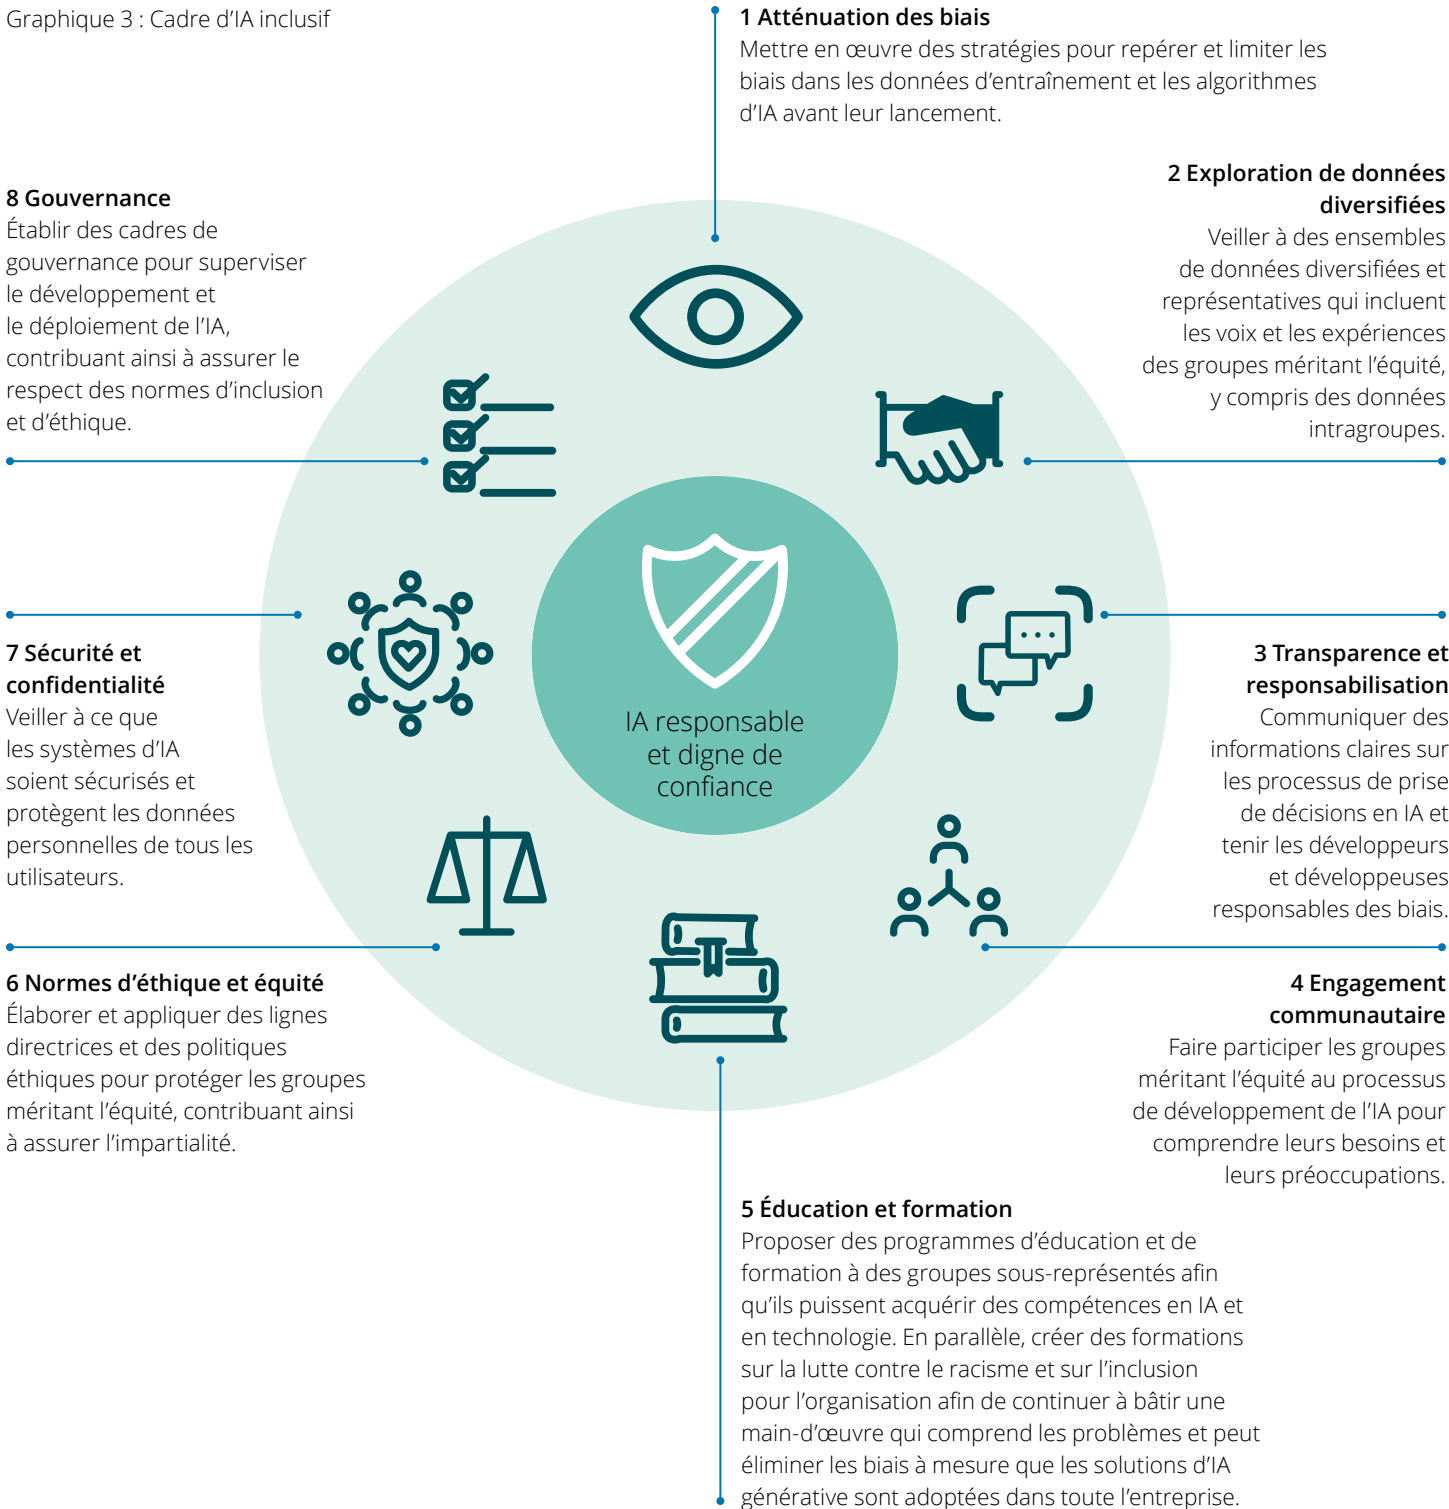 Graphique 3 : Cadre d’IA inclusif
1 Atténuation des biais
Mettre en œuvre des stratégies pour repérer et limiter les
biais dans les données d’entraînement et les algorithmes
d’IA avant leur lancement.
2 Exploration de données
diversifiées
Veiller à des ensembles
de données diversifiées et
représentatives qui incluent
les voix et les expériences
des groupes méritant l’équité,
y compris des données
intragroupes.
3 Transparence et
responsabilisation
Communiquer des
informations claires sur
les processus de prise
de décisions en IA et
tenir les développeurs
et développeuses
responsables des biais.
4 Engagement
communautaire
Faire participer les groupes
méritant l’équité au processus
de développement de l’IA pour
comprendre leurs besoins et
leurs préoccupations.
5 Éducation et formation
Proposer des programmes d’éducation et de
formation à des groupes sous-représentés afin
qu’ils puissent acquérir des compétences en IA et
en technologie. En parallèle, créer des formations
sur la lutte contre le racisme et sur l’inclusion
pour l’organisation afin de continuer à bâtir une
main-d’œuvre qui comprend les problèmes et peut
éliminer les biais à mesure que les solutions d’IA
générative sont adoptées dans toute l’entreprise.
6 Normes d’éthique et équité
Élaborer et appliquer des lignes
directrices et des politiques
éthiques pour protéger les groupes
méritant l’équité, contribuant ainsi
à assurer l’impartialité.
7 Sécurité et
confidentialité
Veiller à ce que
les systèmes d’IA
soient sécurisés et
protègent les données
personnelles de tous les
utilisateurs.
8 Gouvernance
Établir des cadres de
gouvernance pour superviser
le développement et
le déploiement de l’IA,
contribuant ainsi à assurer le
respect des normes d’inclusion
et d’éthique.
IA responsable
et digne de
confiance